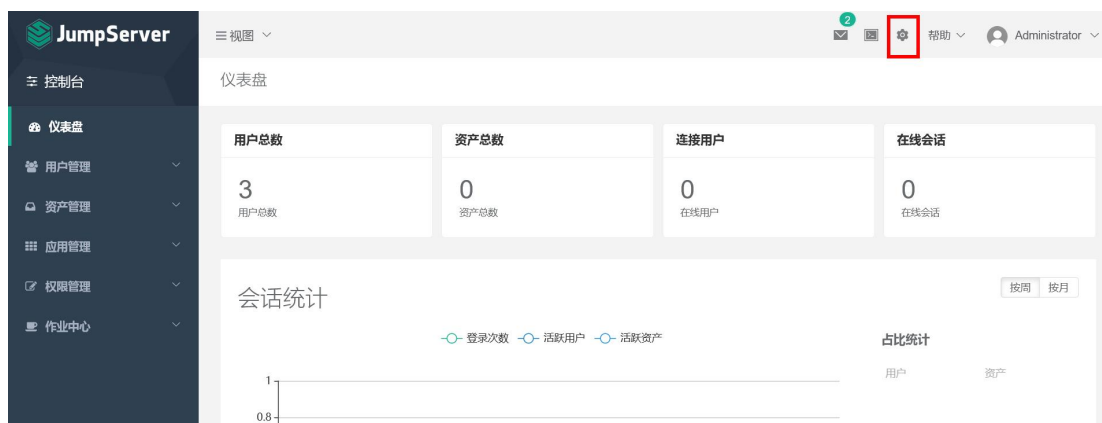 JumpServer
视图
2
帮助
Administrator
控制台
仪表盘
仪表盘
用户管理
资产管理
应用管理
权限管理
作业中心
用户总数
3
用户总数
资产总数
0
资产总数
连接用户
0
在线用户
在线会话
0
在线会话
会话统计
按周 按月
登录次数 活跃用户 活跃资产
占比统计
用户 资产
1
0.8